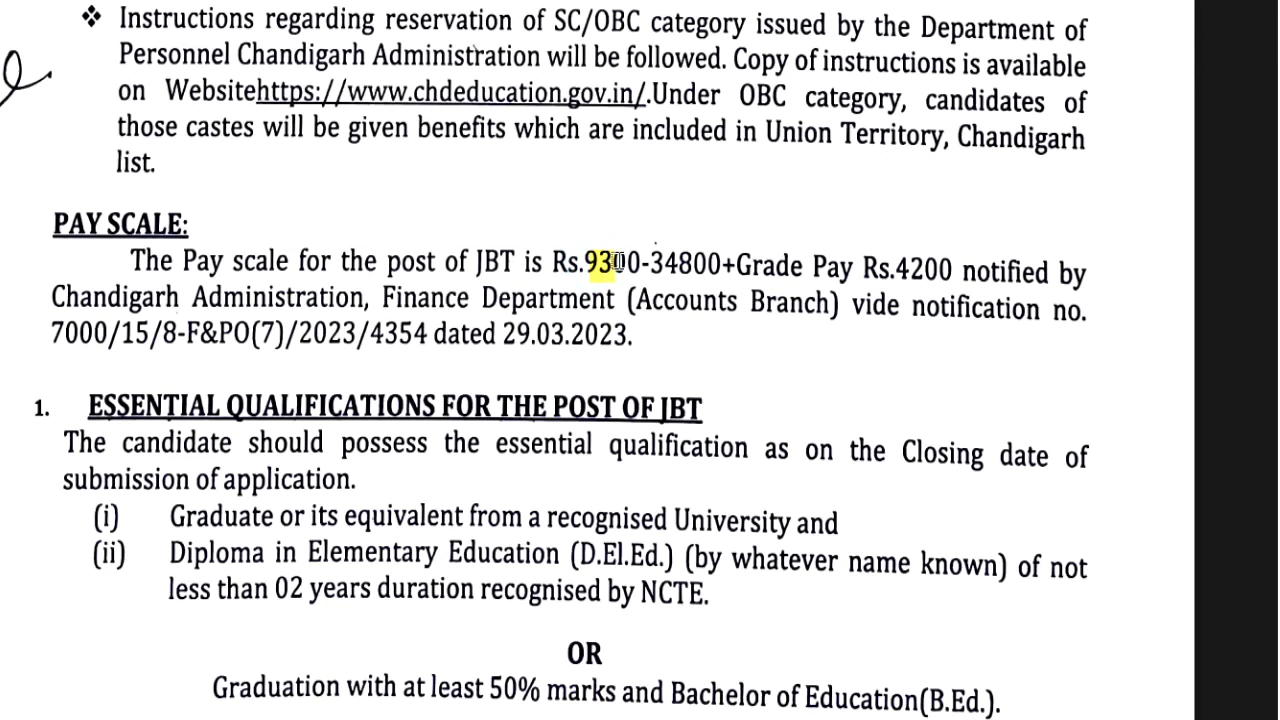 ❖ Instructions regarding reservation of SC/OBC category issued by the Department of
Personnel Chandigarh Administration will be followed. Copy of instructions is available
on Websitehttps://www.chdeducation.gov.in/.Under OBC category, candidates of
those castes will be given benefits which are included in Union Territory, Chandigarh
list.
PAY SCALE:
The Pay scale for the post of JBT is Rs.9300-34800+Grade Pay Rs.4200 notified by
Chandigarh Administration, Finance Department (Accounts Branch) vide notification no.
7000/15/8-F&PO(7)/2023/4354 dated 29.03.2023.
1. ESSENTIAL QUALIFICATIONS FOR THE POST OF JBT
The candidate should possess the essential qualification as on the Closing date of
submission of application.
(i) Graduate or its equivalent from a recognised University and
(ii) Diploma in Elementary Education (D.El.Ed.) (by whatever name known) of not
less than 02 years duration recognised by NCTE.
OR
Graduation with at least 50% marks and Bachelor of Education(B.Ed.).